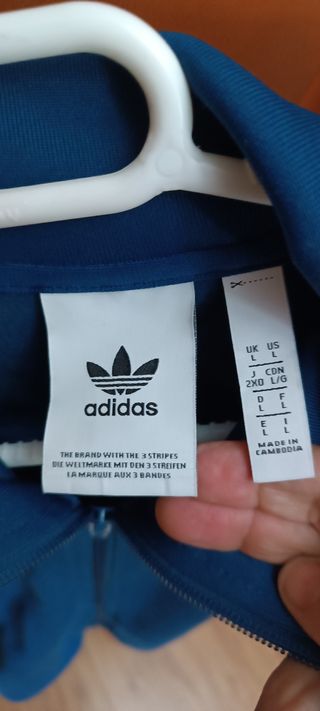 adidas
THE BRAND WITH THE 3 STRIPES
DIE WELTMARKE MIT DEN 3 STREIFEN
LA MARQUE AUX 3 BANDES
UK US
L L
J CDN
2XO L/G
D F
L L
E I
L L
MADE IN
CAMBODIA